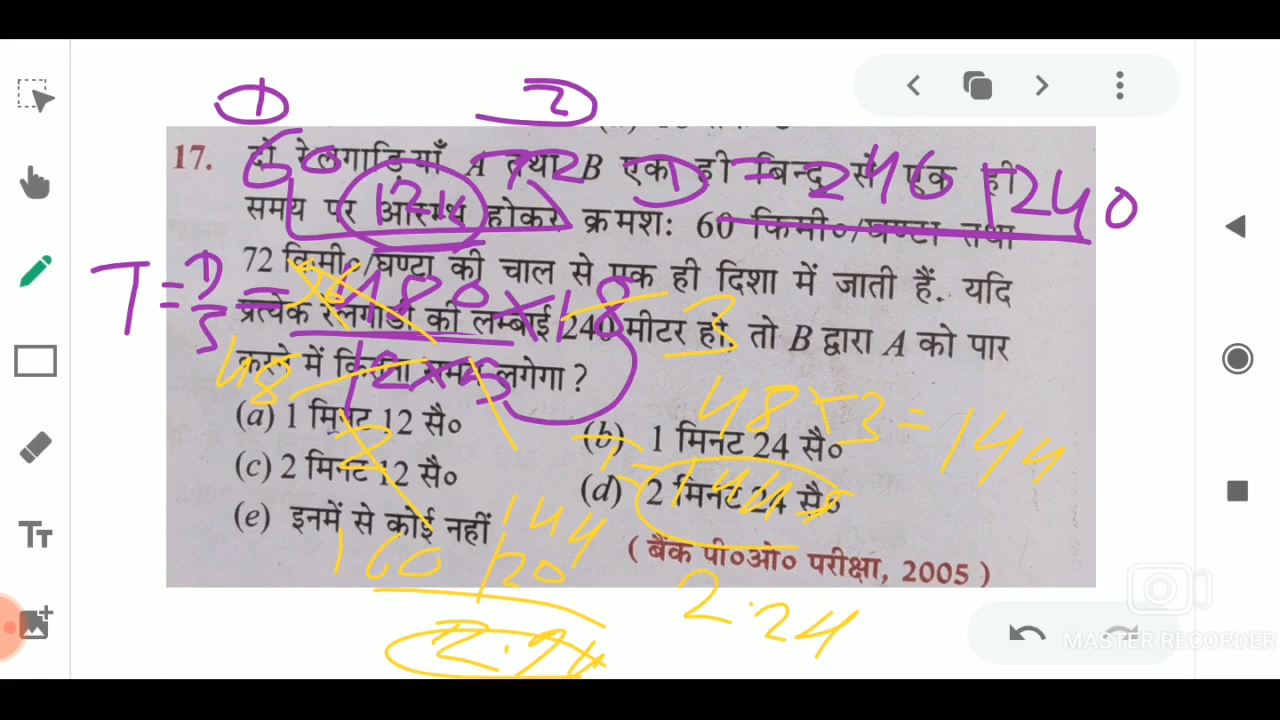 ① ②
17. दो रेलगाड़ियाँ A तथा B एक ही बिन्दु से एक ही
60 72 D = 240 + 240
समय पर आरम्भ होकर क्रमशः 60 किमी०/घण्टा तथा
12k
72 किमी०/घण्टा की चाल से एक ही दिशा में जाती हैं. यदि
T = D/S = 480 × 18
प्रत्येक रेलगाडी की लम्बाई 240 मीटर हो, तो B द्वारा A को पार
3
12 × 5
48
करने में कितना समय लगेगा ?
48 × 3 = 144
(a) 1 मिनट 12 सै० (b) 1 मिनट 24 सै०
(c) 2 मिनट 12 सै० (d) 2 मिनट 24 सै०
144
(e) इनमें से कोई नहीं
144
120
( बैंक पी०ओ० परीक्षा, 2005 )
2.24
2.24
MASTER RECORDER
Tт